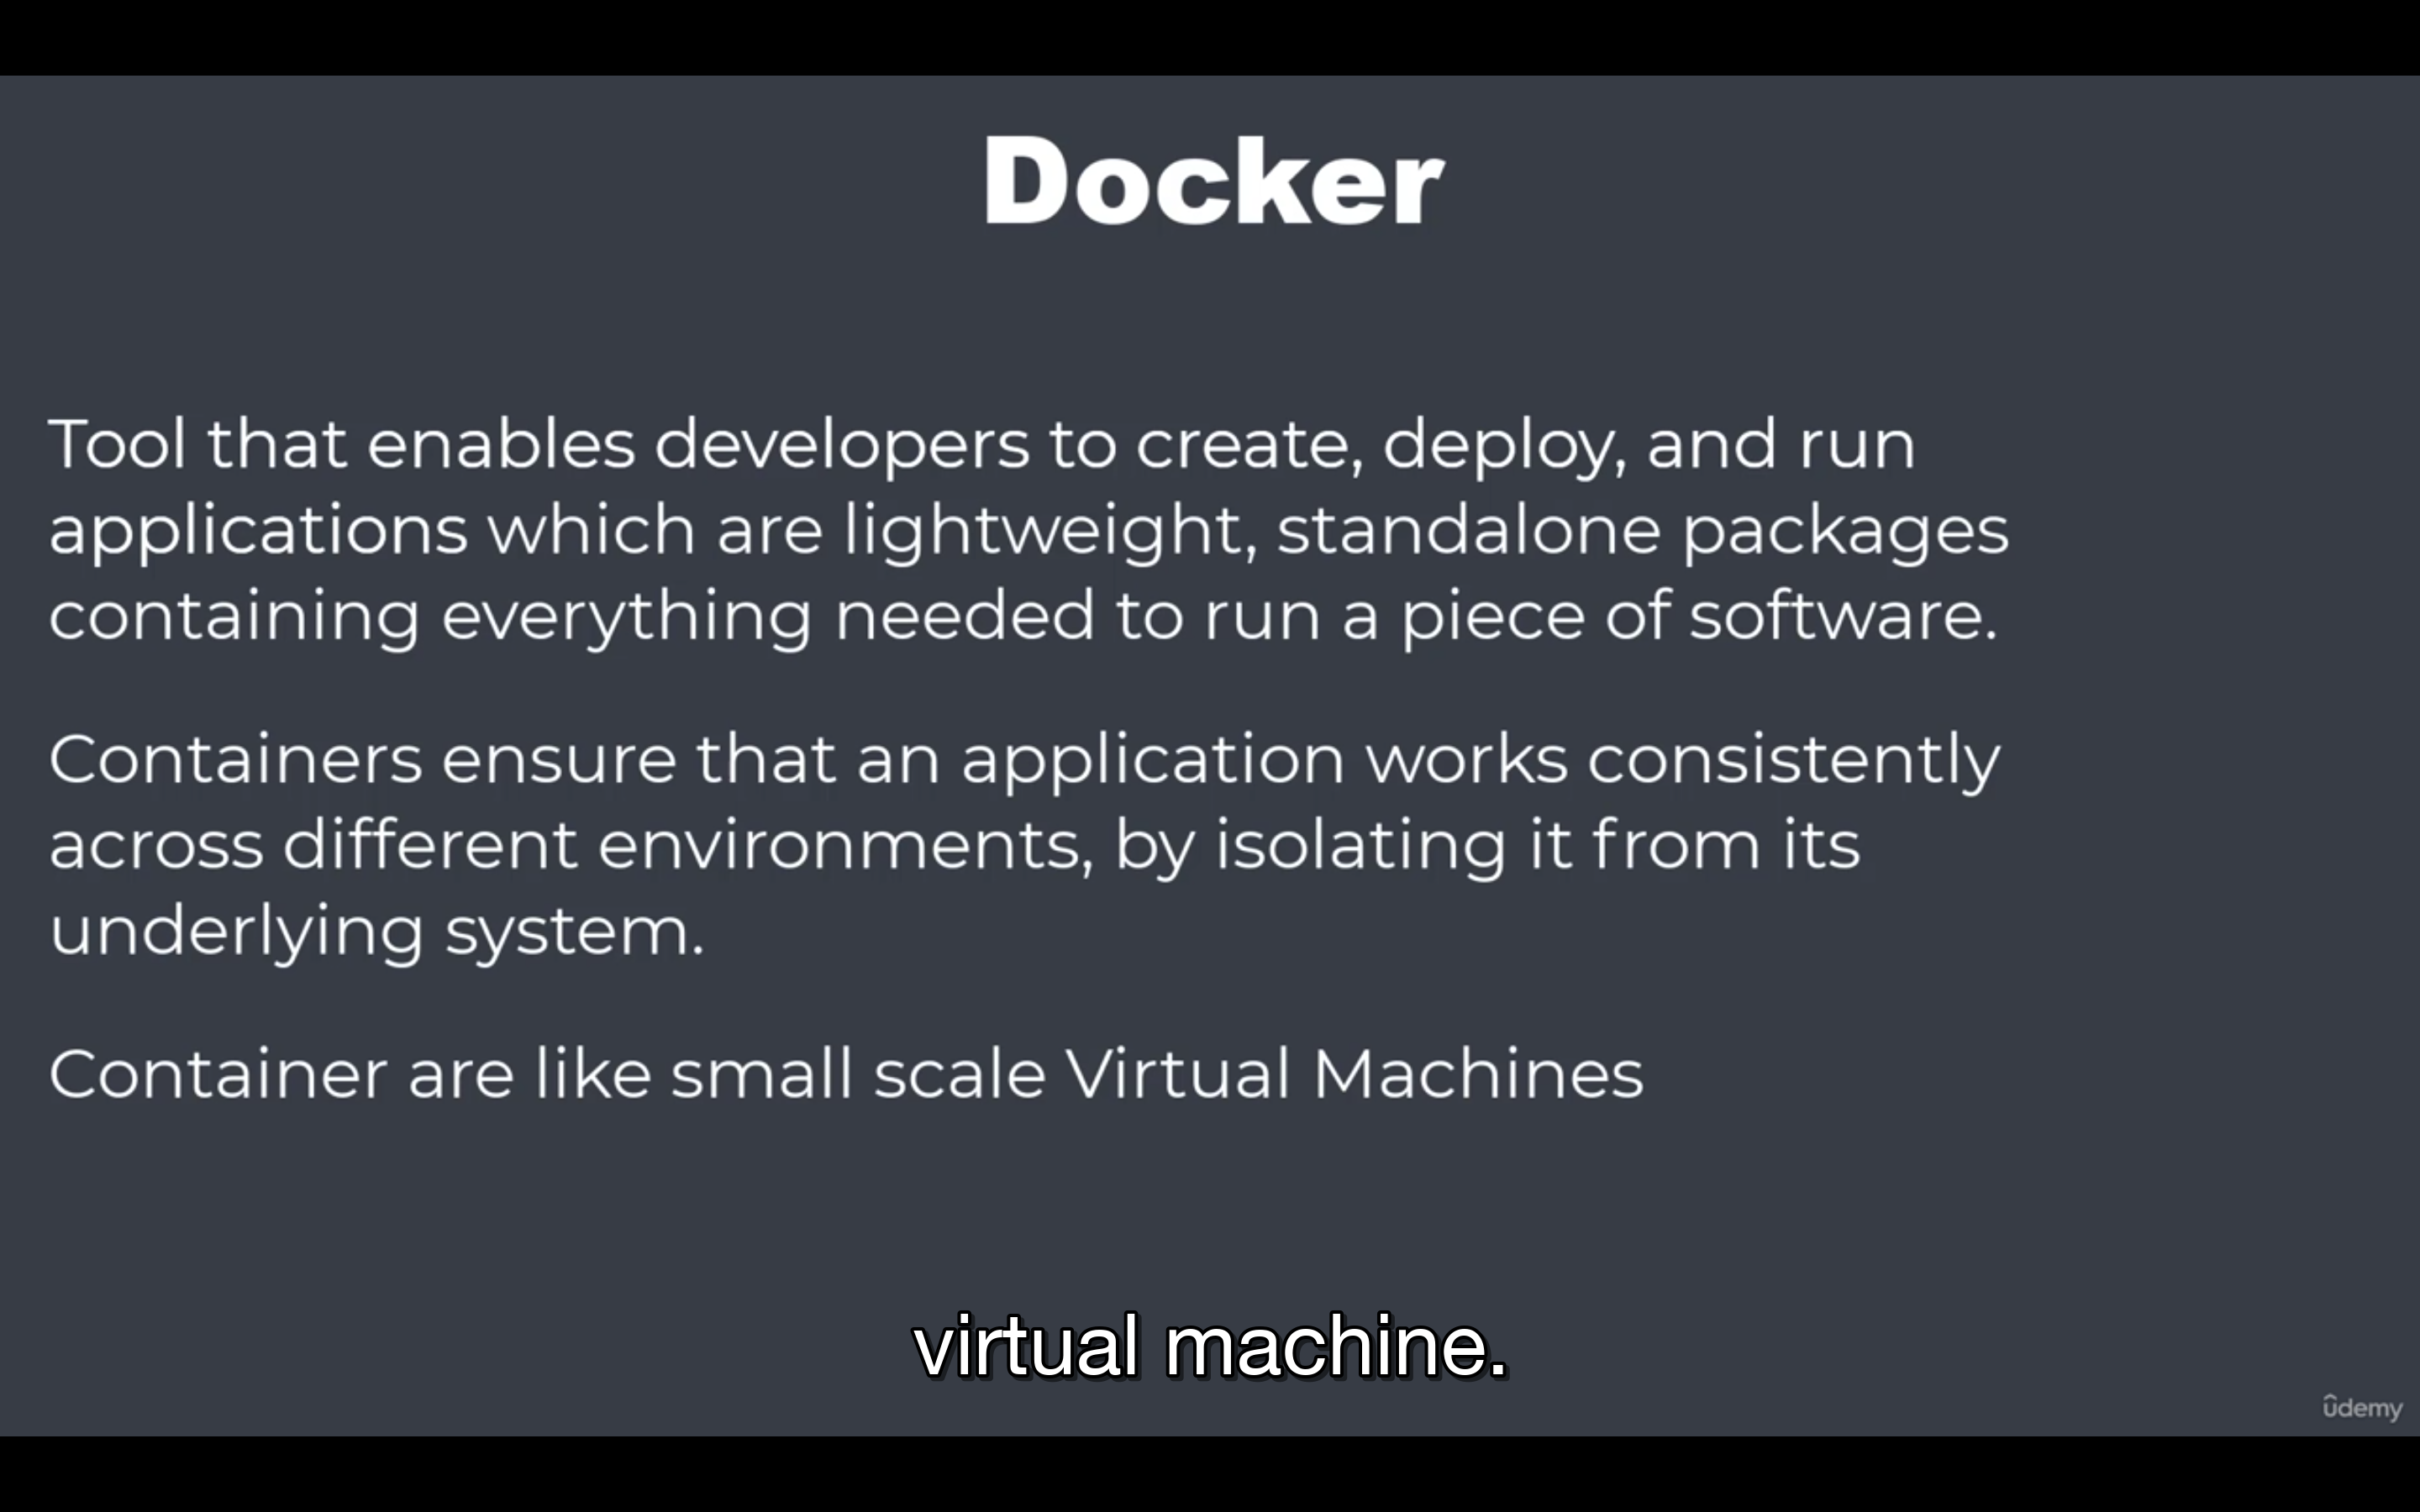 Docker
Tool that enables developers to create, deploy, and run
applications which are lightweight, standalone packages
containing everything needed to run a piece of software.
Containers ensure that an application works consistently
across different environments, by isolating it from its
underlying system.
Container are like small scale Virtual Machines
virtual machine.
ûdemy